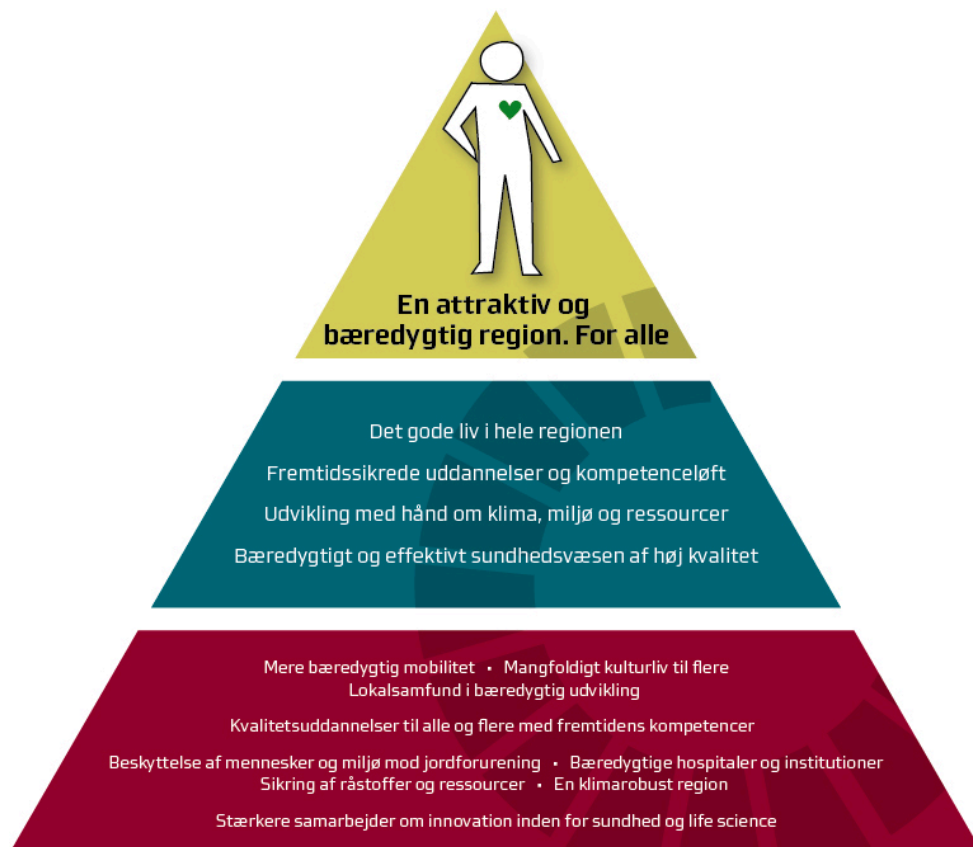 En attraktiv og
bæredygtig region. For alle
Det gode liv i hele regionen
Fremtidssikrede uddannelser og kompetenceløft
Udvikling med hånd om klima, miljø og ressourcer
Bæredygtigt og effektivt sundhedsvæsen af høj kvalitet
Mere bæredygtig mobilitet • Mangfoldigt kulturliv til flere
Lokalsamfund i bæredygtig udvikling
Kvalitetsuddannelser til alle og flere med fremtidens kompetencer
Beskyttelse af mennesker og miljø mod jordforurening • Bæredygtige hospitaler og institutioner
Sikring af råstoffer og ressourcer • En klimarobust region
Stærkere samarbejder om innovation inden for sundhed og life science